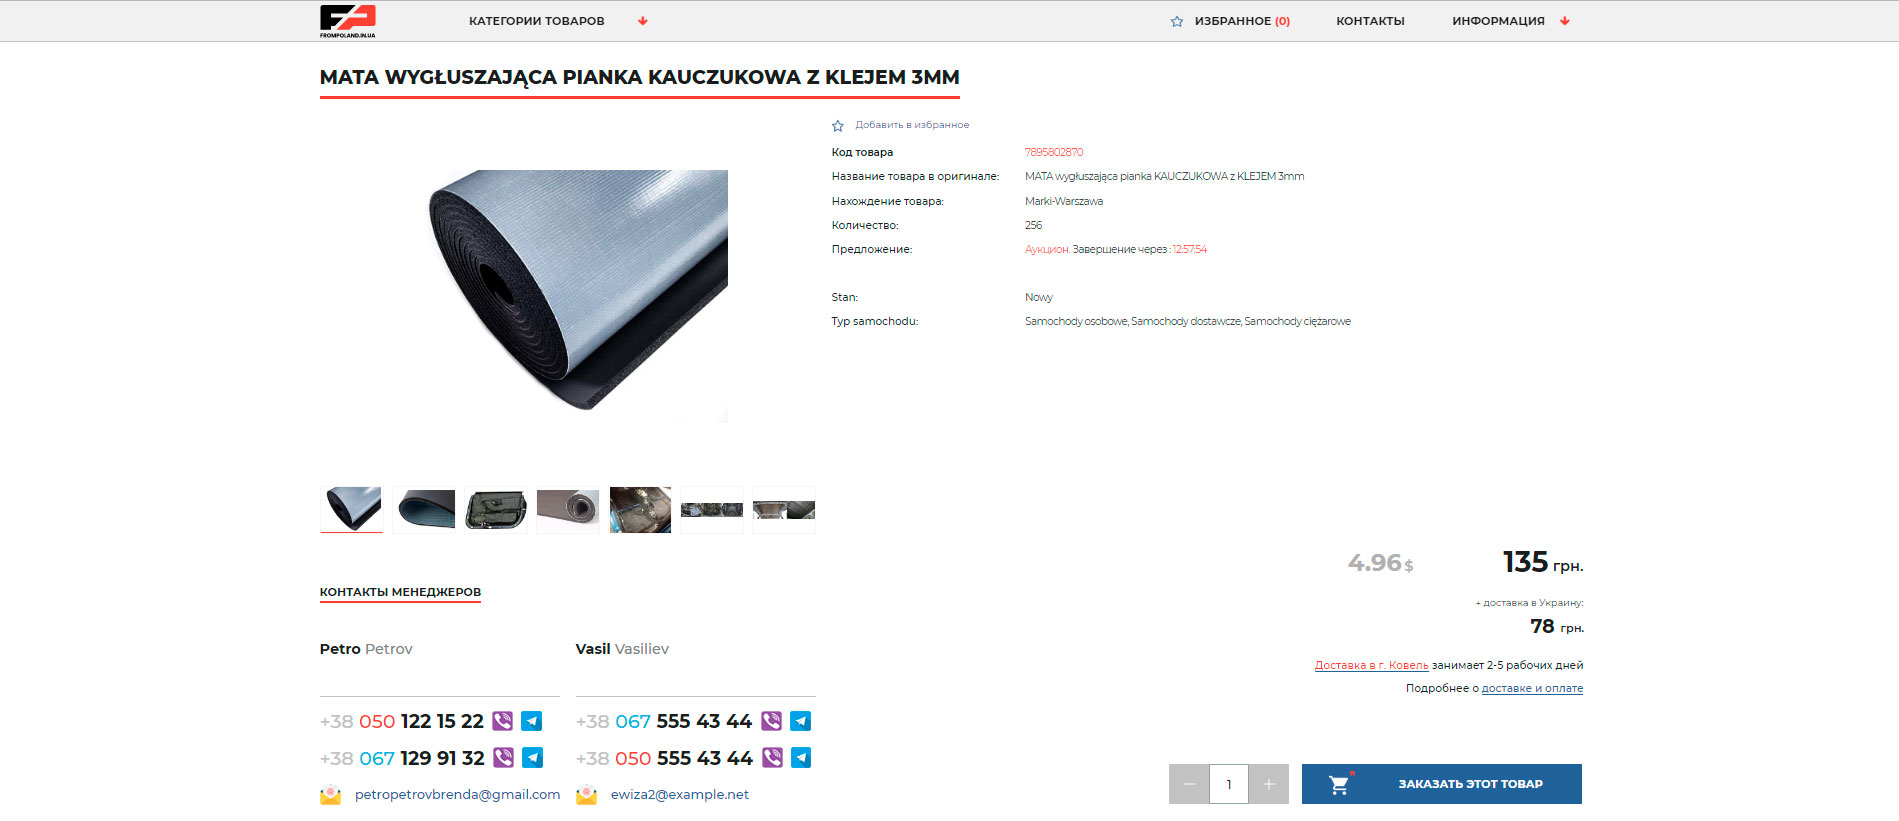 FROMPOLAND.IN.UA
КАТЕГОРИИ ТОВАРОВ
ИЗБРАННОЕ (0)
КОНТАКТЫ
ИНФОРМАЦИЯ
MATA WYGŁUSZAJĄCA PIANKA KAUCZUKOWA Z KLEJEM 3MM
Добавить в избранное
Код товара 7895802870
Название товара в оригинале: MATA wygłuszająca pianka KAUCZUKOWA z KLEJEM 3mm
Нахождение товара: Marki-Warszawa
Количество: 256
Предложение: Аукцион. Завершение через : 12:57:54
Stan: Nowy
Typ samochodu: Samochody osobowe, Samochody dostawcze, Samochody ciężarowe
4.96 $ 135 грн.
+ доставка в Украину:
78 грн.
Доставка в г. Ковель занимает 2-5 рабочих дней
Подробнее о доставке и оплате
КОНТАКТЫ МЕНЕДЖЕРОВ
Petro Petrov
+38 050 122 15 22
+38 067 129 91 32
petropetrovbrenda@gmail.com
Vasil Vasiliev
+38 067 555 43 44
+38 050 555 43 44
ewiza2@example.net
− 1 +
ЗАКАЗАТЬ ЭТОТ ТОВАР